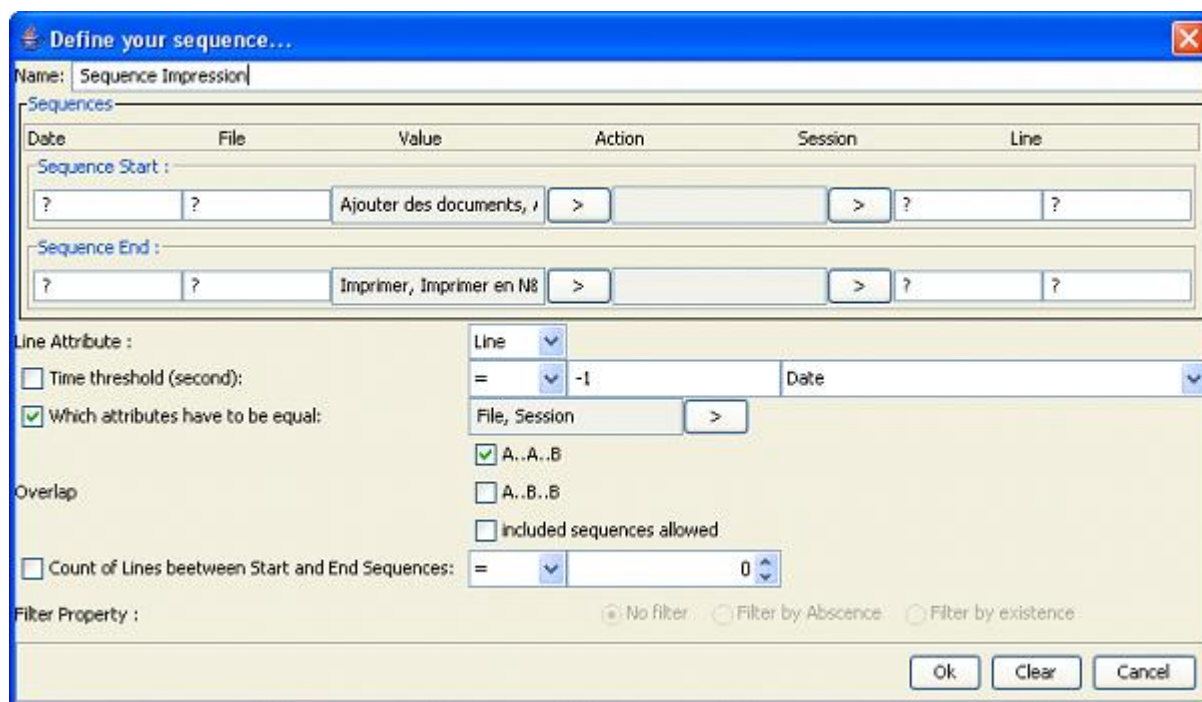 Define your sequence...
Name: Sequence Impression
Sequences
Date File Value Action Session Line
Sequence Start :
? ? Ajouter des documents, > > ? ?
Sequence End :
? ? Imprimer, Imprimer en > > ? ?
Line Attribute : Line
Time threshold (second): = -1 Date
Which attributes have to be equal: File, Session >
A..A..B
Overlap A..B..B
included sequences allowed
Count of Lines beetween Start and End Sequences: = 0
Filter Property : No filter Filter by Abscence Filter by existence
Ok Clear Cancel